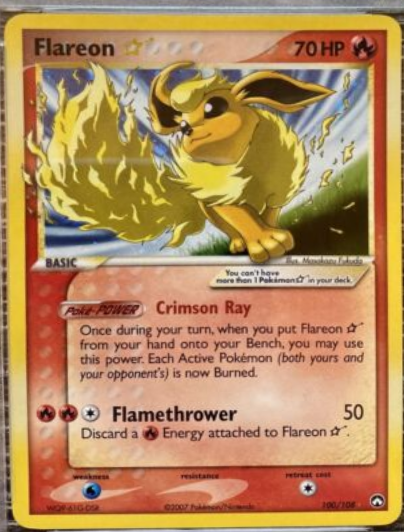 Flareon ☆ 70 HP
BASIC
Illus. Masakazu Fukuda
You can't have
more than 1 Pokémon ☆ in your deck.
Poké-POWER Crimson Ray
Once during your turn, when you put Flareon ☆
from your hand onto your Bench, you may use
this power. Each Active Pokémon (both yours and
your opponent's) is now Burned.
Flamethrower 50
Discard a Energy attached to Flareon ☆.
weakness resistance retreat cost
©2007 Pokémon/Nintendo 100/108